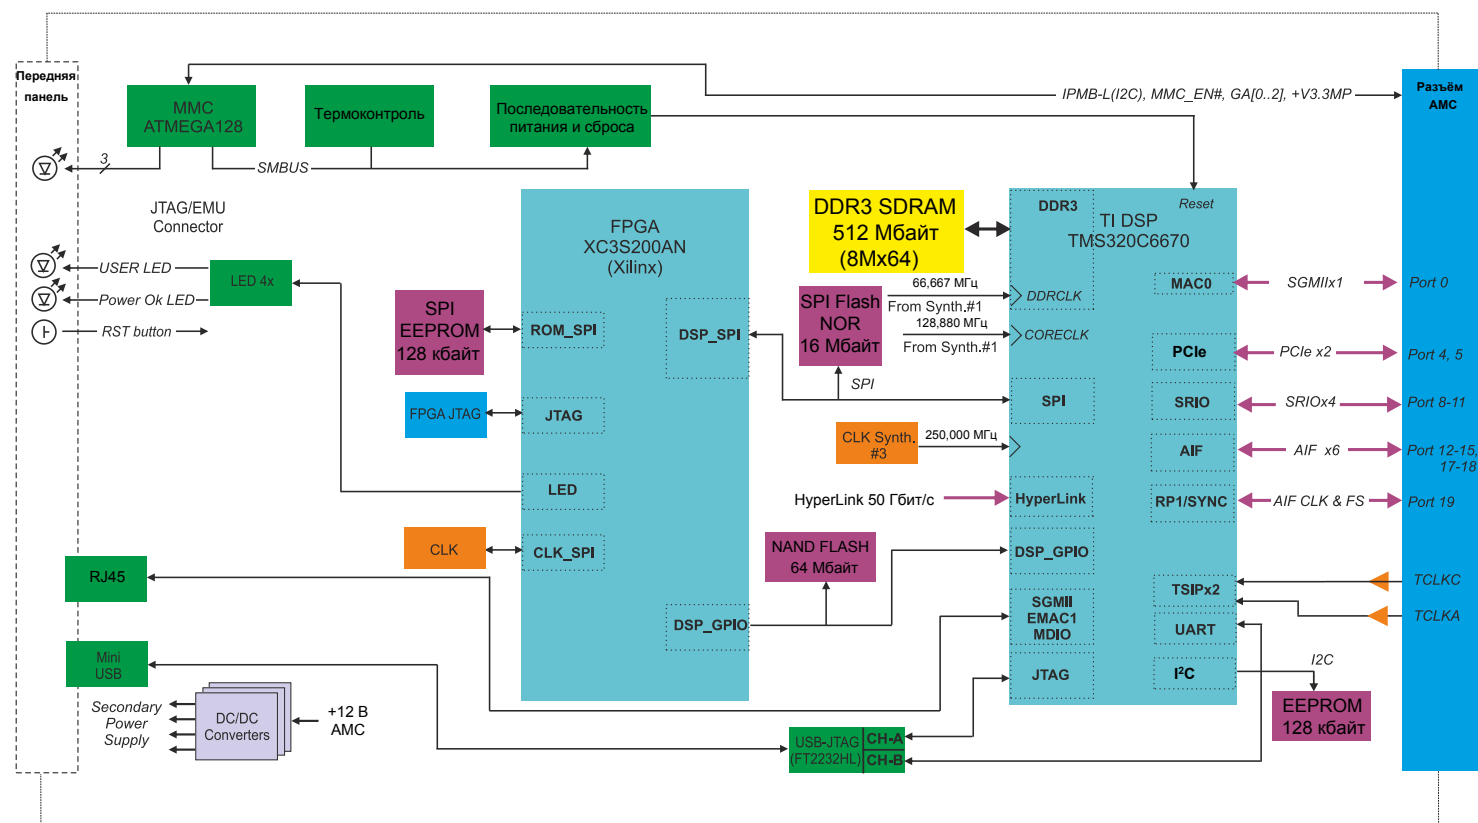 Передняя
панель
MMC
ATMEGA128
Термоконтроль
Последовательность
питания и сброса
IPMB-L(I2C), MMC_EN#, GA[0..2], +V3.3MP
Разъём
AMC
3
SMBUS
JTAG/EMU
Connector
USER LED
Power Ok LED
RST button
LED 4x
FPGA
XC3S200AN
(Xilinx)
SPI
EEPROM
128 кбайт
ROM_SPI
DSP_SPI
FPGA JTAG
JTAG
LED
CLK
CLK_SPI
DSP_GPIO
DDR3 SDRAM
512 Мбайт
(8Mx64)
DDR3
TI DSP
TMS320C6670
Reset
66,667 МГц
From Synth.#1
DDRCLK
128,880 МГц
From Synth.#1
CORECLK
SPI Flash
NOR
16 Мбайт
SPI
SPI
CLK Synth.
#3
250,000 МГц
HyperLink 50 Гбит/с
HyperLink
NAND FLASH
64 Мбайт
DSP_GPIO
SGMII
EMAC1
MDIO
JTAG
MAC0
SGMIIx1
Port 0
PCIe
PCIe x2
Port 4, 5
SRIO
SRIOx4
Port 8-11
AIF
AIF x6
Port 12-15,
17-18
RP1/SYNC
AIF CLK & FS
Port 19
TSIPx2
TCLKC
TCLKA
UART
I²C
I2C
EEPROM
128 кбайт
RJ45
Mini
USB
Secondary
Power
Supply
DC/DC
Converters
+12 В
AMC
USB-JTAG
(FT2232HL)
CH-A
CH-B